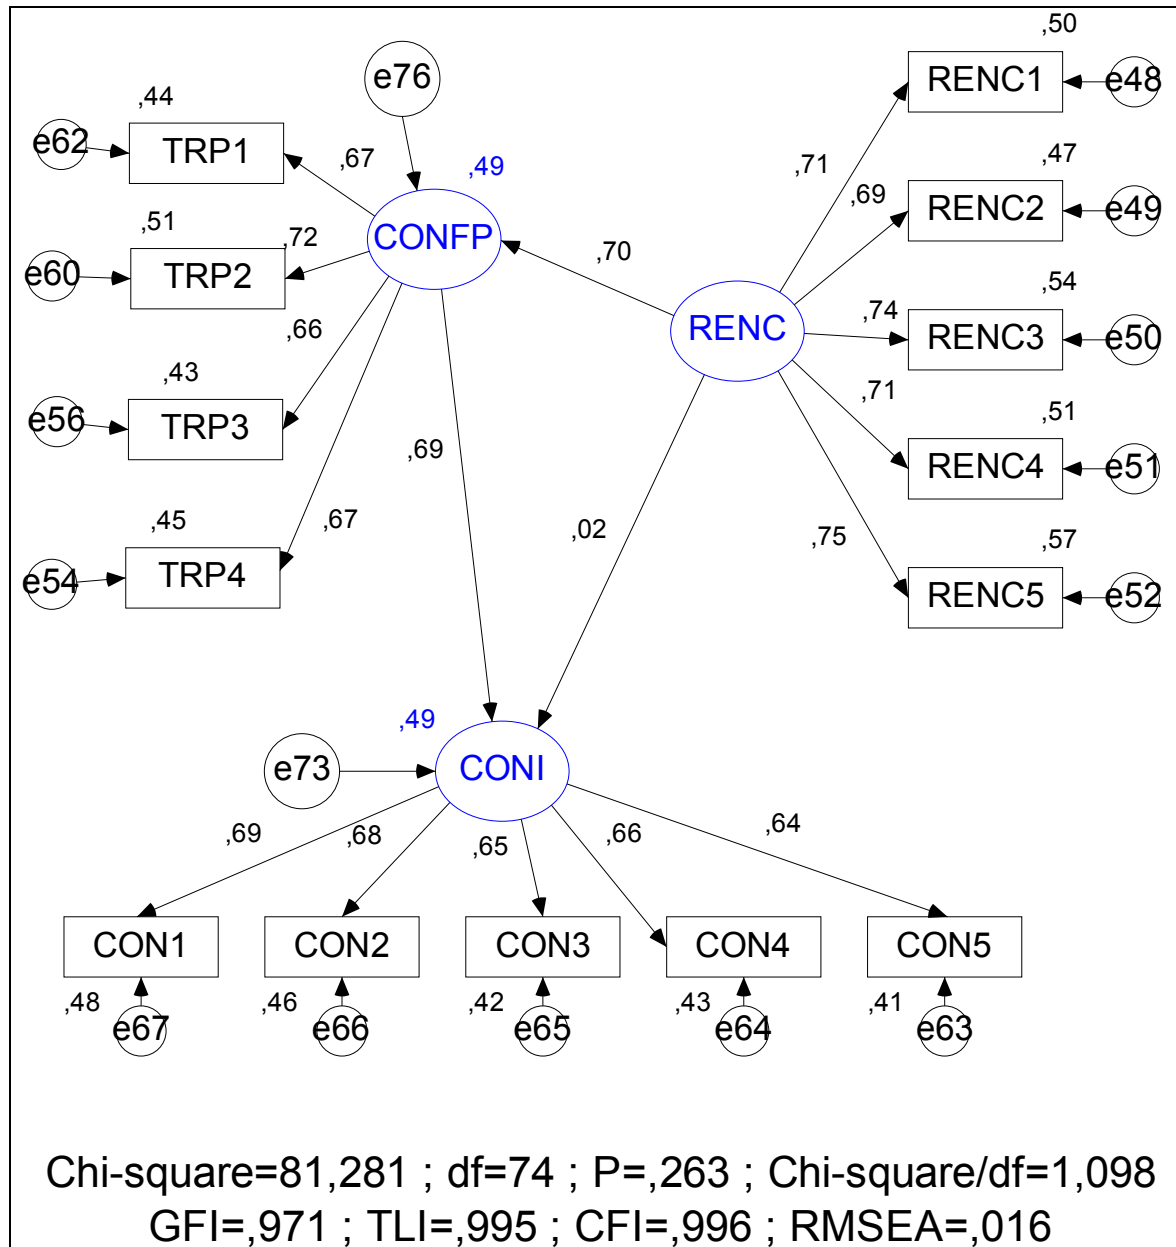 ,50
e76
RENC1
e48
,44
e62
TRP1
,67
,49
,71
,47
,69
RENC2
e49
,51
,72
CONFP
e60
TRP2
,70
,54
,66
RENC
,74
RENC3
e50
,43
,71
e56
TRP3
,51
,69
RENC4
e51
,45
,67
,02
,75
,57
e54
TRP4
RENC5
e52
,49
e73
CONI
,69
,68
,65
,66
,64
CON1
CON2
CON3
CON4
CON5
,48
,46
,42
,43
,41
e67
e66
e65
e64
e63
Chi-square=81,281 ; df=74 ; P=,263 ; Chi-square/df=1,098
GFI=,971 ; TLI=,995 ; CFI=,996 ; RMSEA=,016